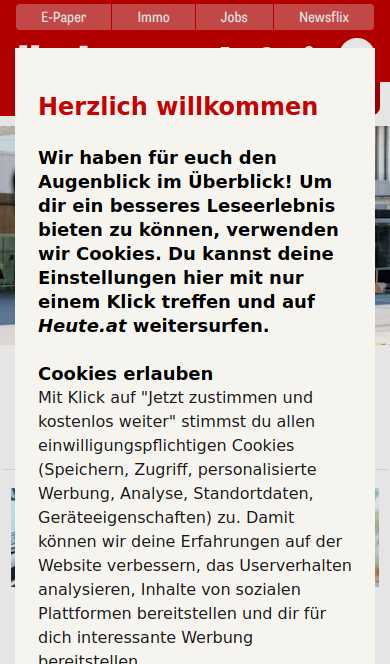 E-Paper Immo Jobs Newsflix
Herzlich willkommen
Wir haben für euch den
Augenblick im Überblick! Um
dir ein besseres Leseerlebnis
bieten zu können, verwenden
wir Cookies. Du kannst deine
Einstellungen hier mit nur
einem Klick treffen und auf
Heute.at weitersurfen.
Cookies erlauben
Mit Klick auf "Jetzt zustimmen und
kostenlos weiter" stimmst du allen
einwilligungspflichtigen Cookies
(Speichern, Zugriff, personalisierte
Werbung, Analyse, Standortdaten,
Geräteeigenschaften) zu. Damit
können wir deine Erfahrungen auf der
Website verbessern, das Userverhalten
analysieren, Inhalte von sozialen
Plattformen bereitstellen und dir für
dich interessante Werbung
bereitstellen